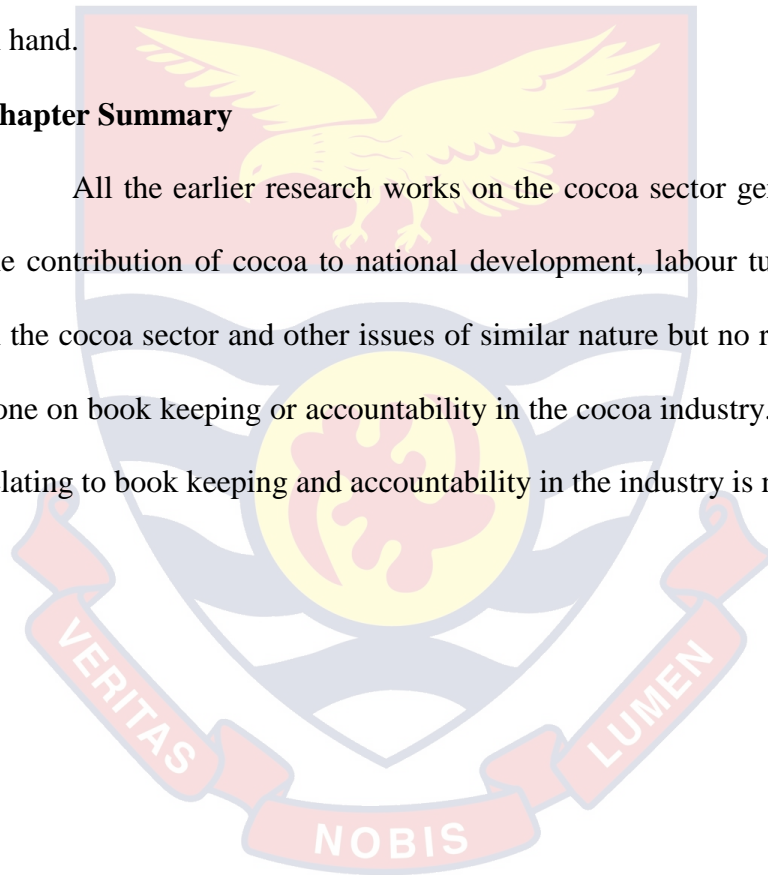 hand.
hapter Summary
All the earlier research works on the cocoa sector ge
e contribution of cocoa to national development, labour tu
the cocoa sector and other issues of similar nature but no r
one on book keeping or accountability in the cocoa industry.
lating to book keeping and accountability in the industry is
VERITAS
NOBIS
LUMEN